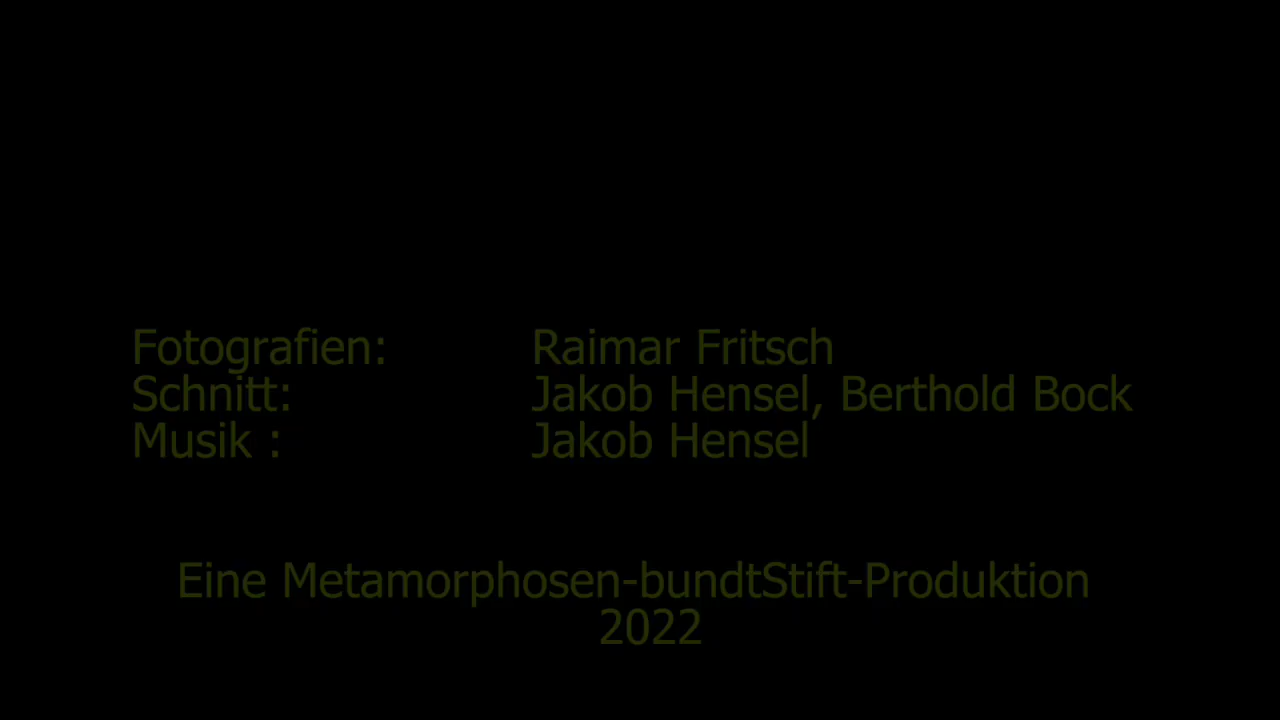 Fotografien: Raimar Fritsch
Schnitt: Jakob Hensel, Berthold Bock
Musik : Jakob Hensel
Eine Metamorphosen-bundtStift-Produktion
2022